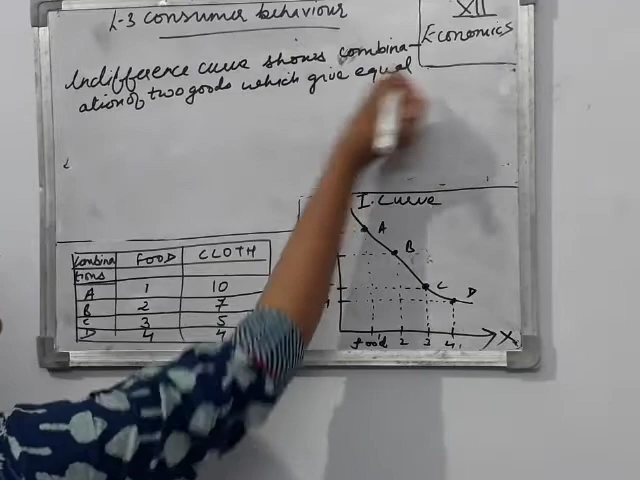 L-3 Consumer behaviour
XII
Economics
Indifference curve shows combina-
ation of two goods which give equal
Combina
tions
FOOD
CLOTH
A 1 10
B 2 7
C 3 5
D 4 4
I. Curve
A
B
C
D
food 2 3 4 X